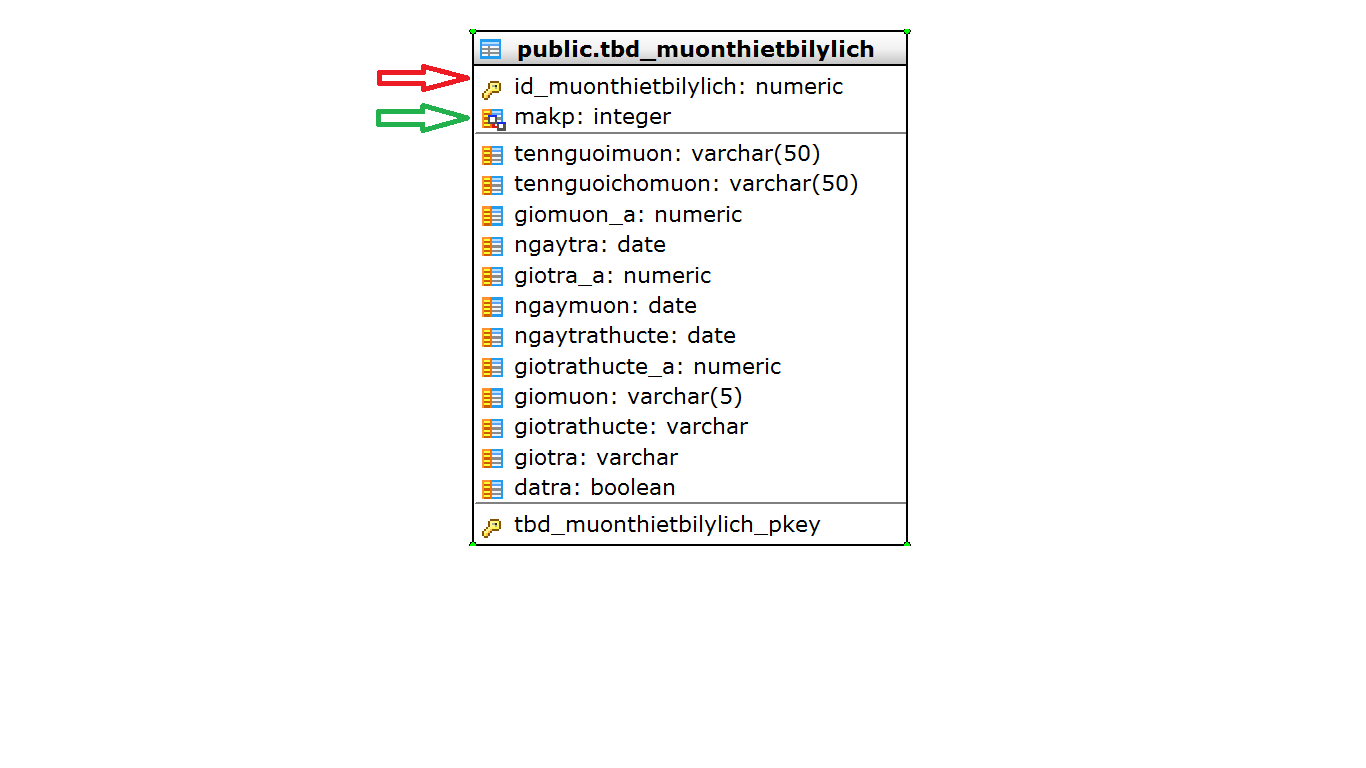 public.tbd_muonthietbilylich
id_muonthietbilylich: numeric
makp: integer
tennguoimuon: varchar(50)
tennguoichomuon: varchar(50)
giomuon_a: numeric
ngaytra: date
giotra_a: numeric
ngaymuon: date
ngaytrathucte: date
giotrathucte_a: numeric
giomuon: varchar(5)
giotrathucte: varchar
giotra: varchar
datra: boolean
tbd_muonthietbilylich_pkey